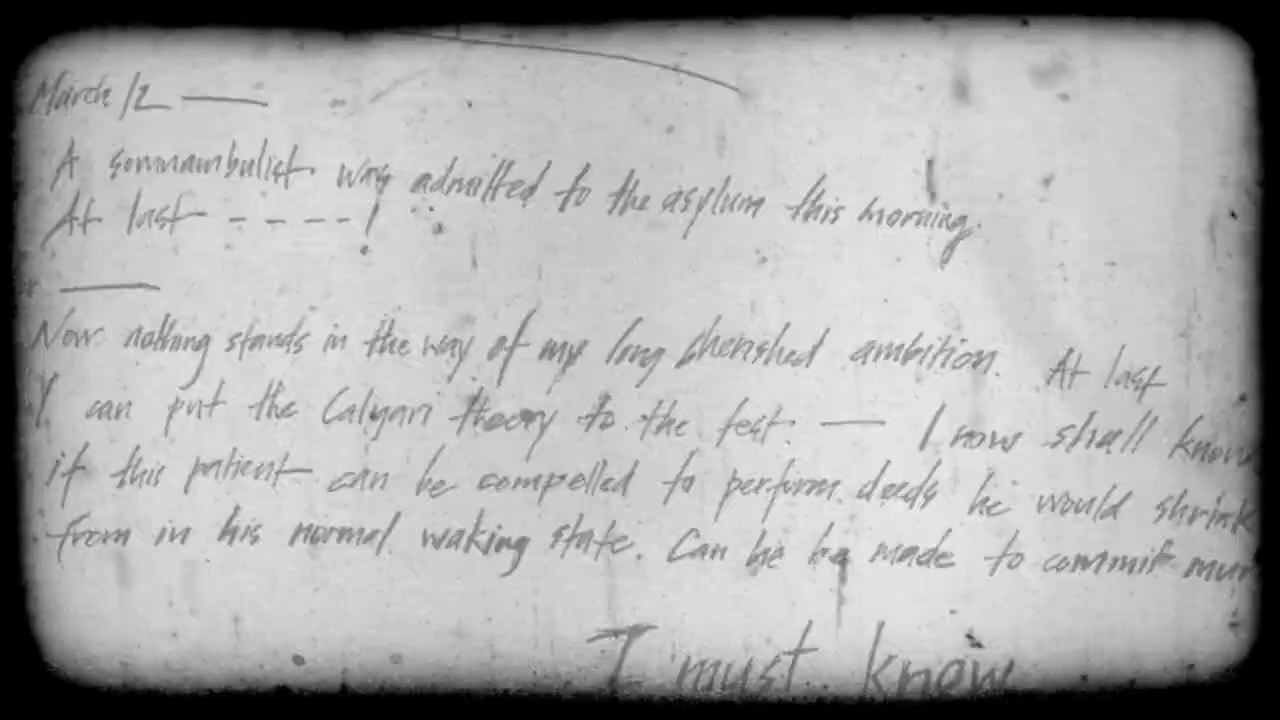 March 12 ——
A somnambulist was admitted to the asylum this morning.
At last - - - - !
——
Now nothing stands in the way of my long cherished ambition. At last
I can put the Calgari theory to the test. — I now shall know
if this patient can be compelled to perform deeds he would shrink
from in his normal waking state. Can he be made to commit mur
I must know